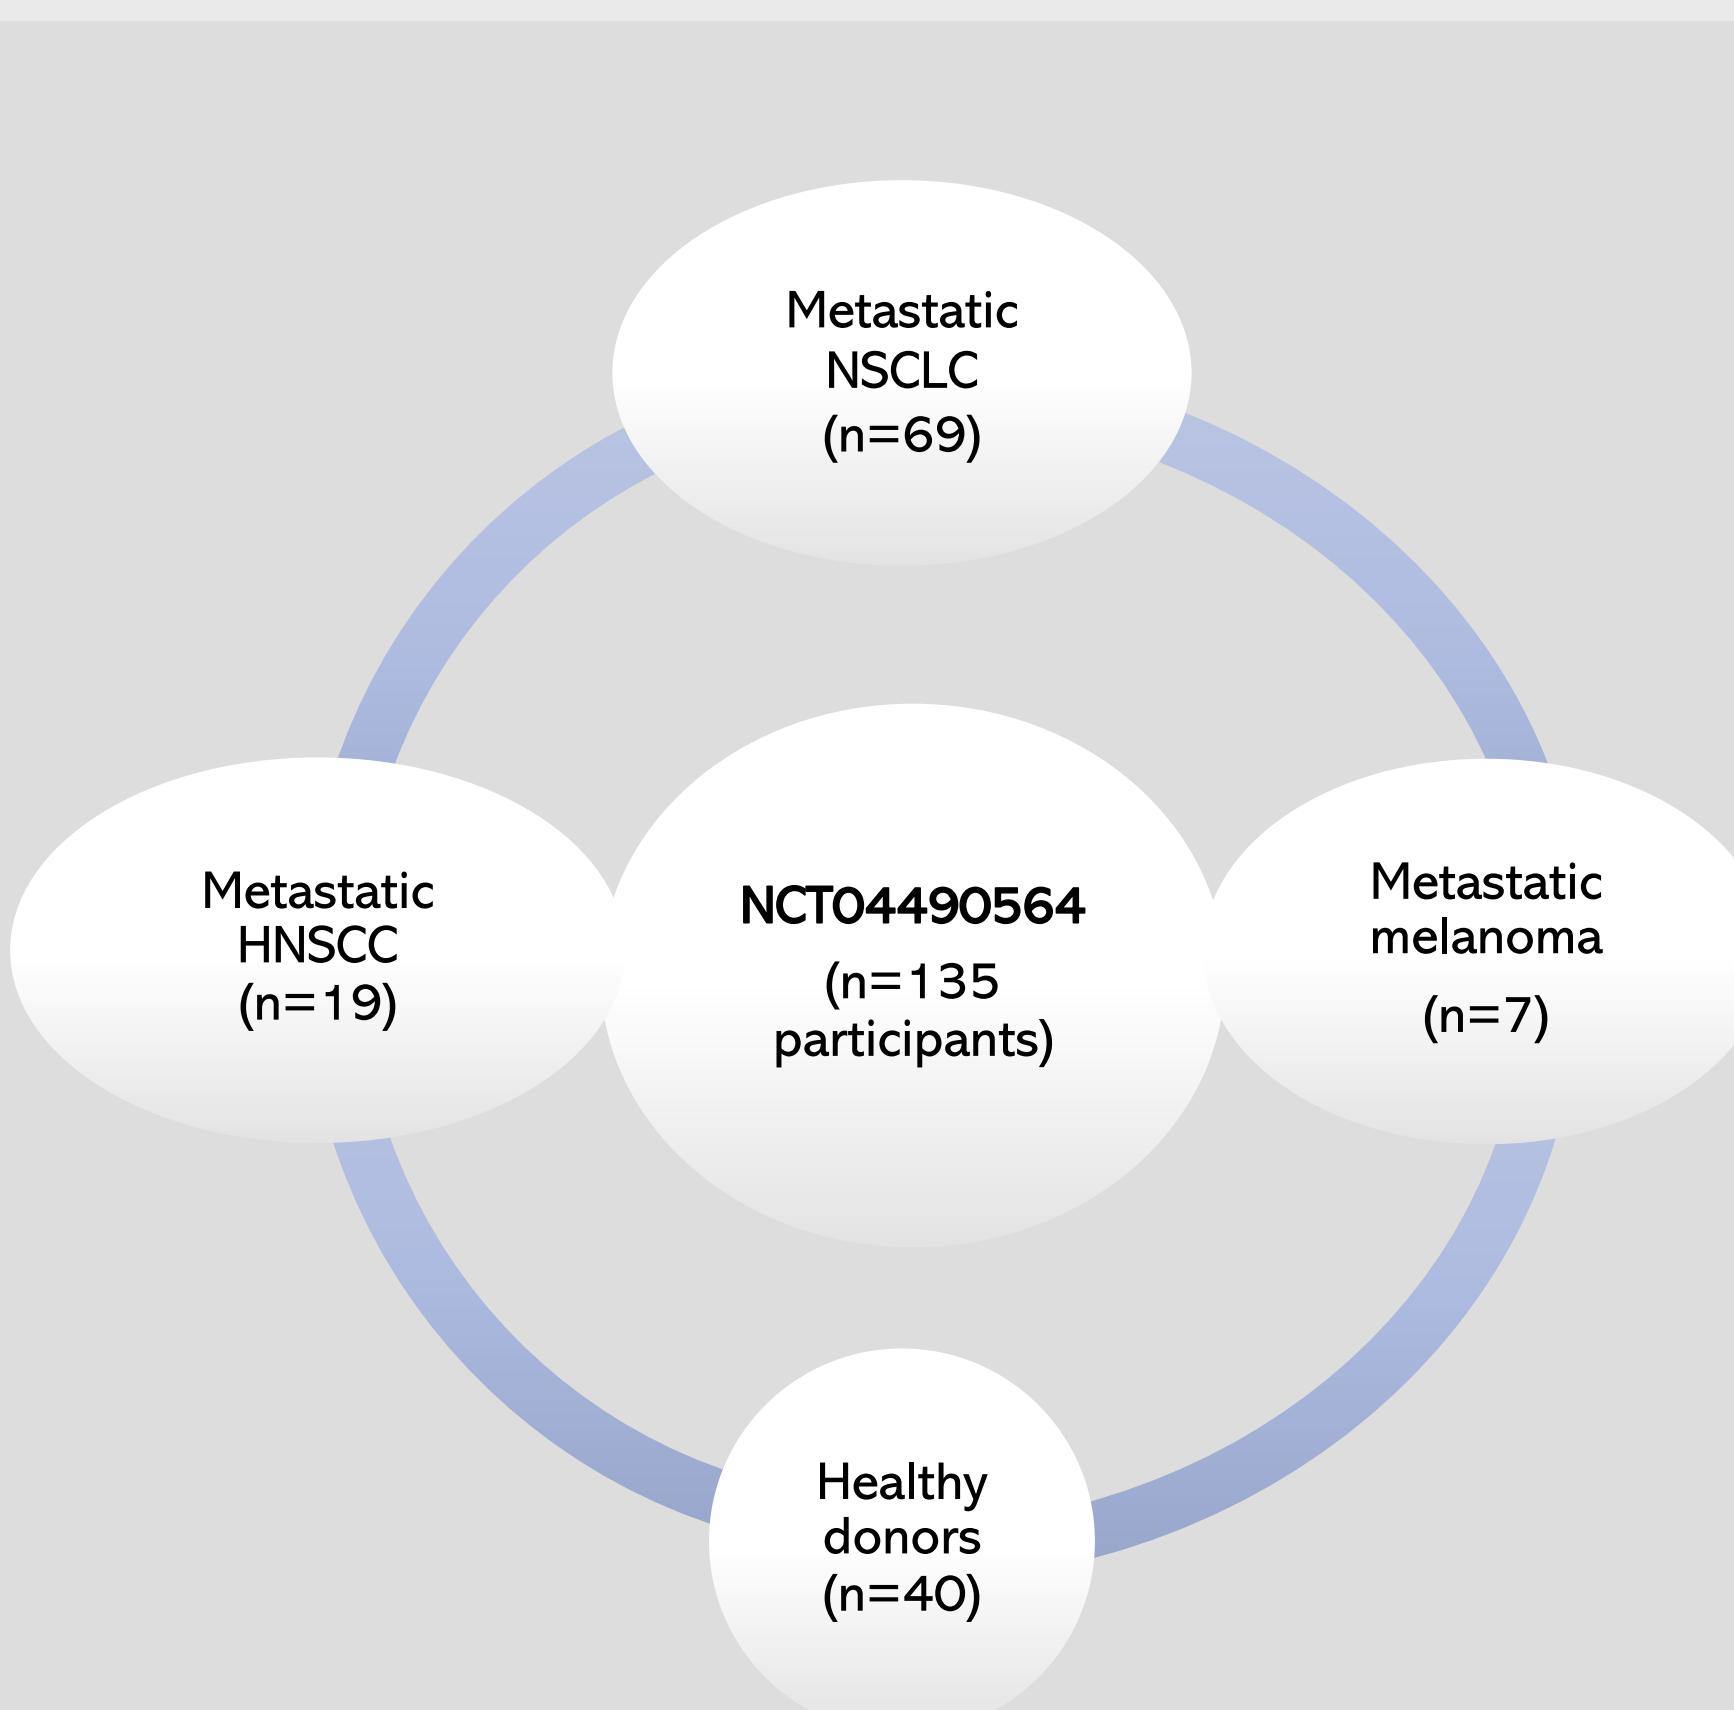 Metastatic
NSCLC
(n=69)
Metastatic
HNSCC
(n=19)
NCT04490564
(n=135
participants)
Metastatic
melanoma
(n=7)
Healthy
donors
(n=40)